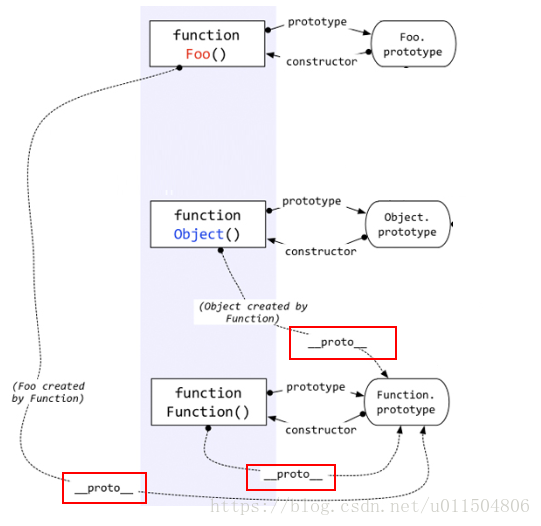 function
Foo()
prototype
constructor
Foo.
prototype
function
Object()
prototype
constructor
Object.
prototype
(Object created by
Function)
__proto__
(Foo created
by Function)
function
Function()
prototype
constructor
Function.
prototype
__proto__
__proto__
https://blog.csdn.net/u011504806